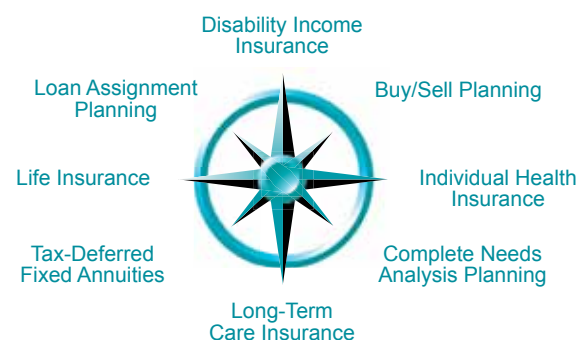 Disability Income
Insurance
Loan Assignment
Planning
Buy/Sell Planning
Life Insurance
Individual Health
Insurance
Tax-Deferred
Fixed Annuities
Complete Needs
Analysis Planning
Long-Term
Care Insurance